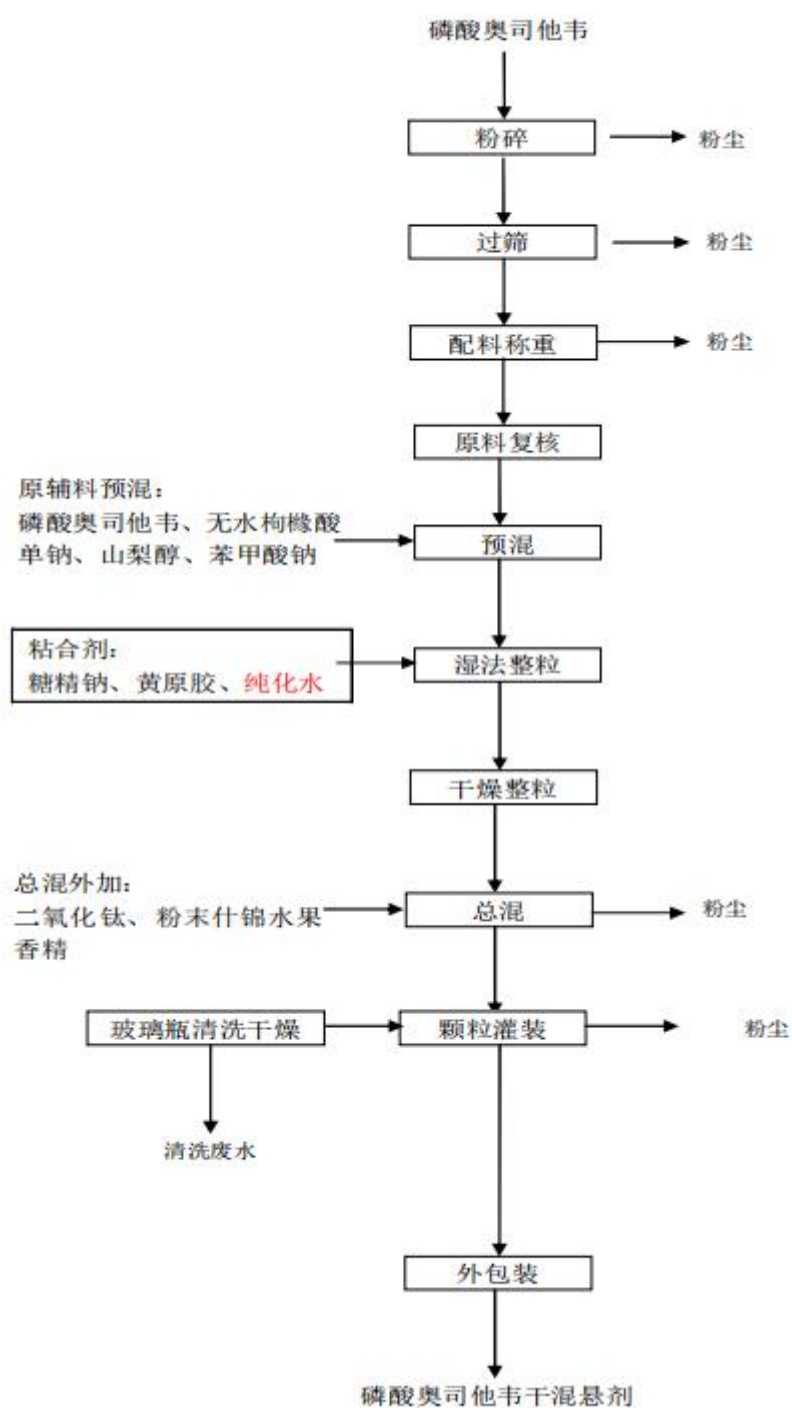 磷酸奥司他韦
粉碎
粉尘
过筛
粉尘
配料称重
粉尘
原料复核
原辅料预混：
磷酸奥司他韦、无水枸橼酸
单钠、山梨醇、苯甲酸钠
预混
粘合剂：
糖精钠、黄原胶、纯化水
湿法整粒
干燥整粒
总混外加：
二氧化钛、粉末什锦水果
香精
总混
粉尘
玻璃瓶清洗干燥
颗粒灌装
粉尘
清洗废水
外包装
磷酸奥司他韦干混悬剂